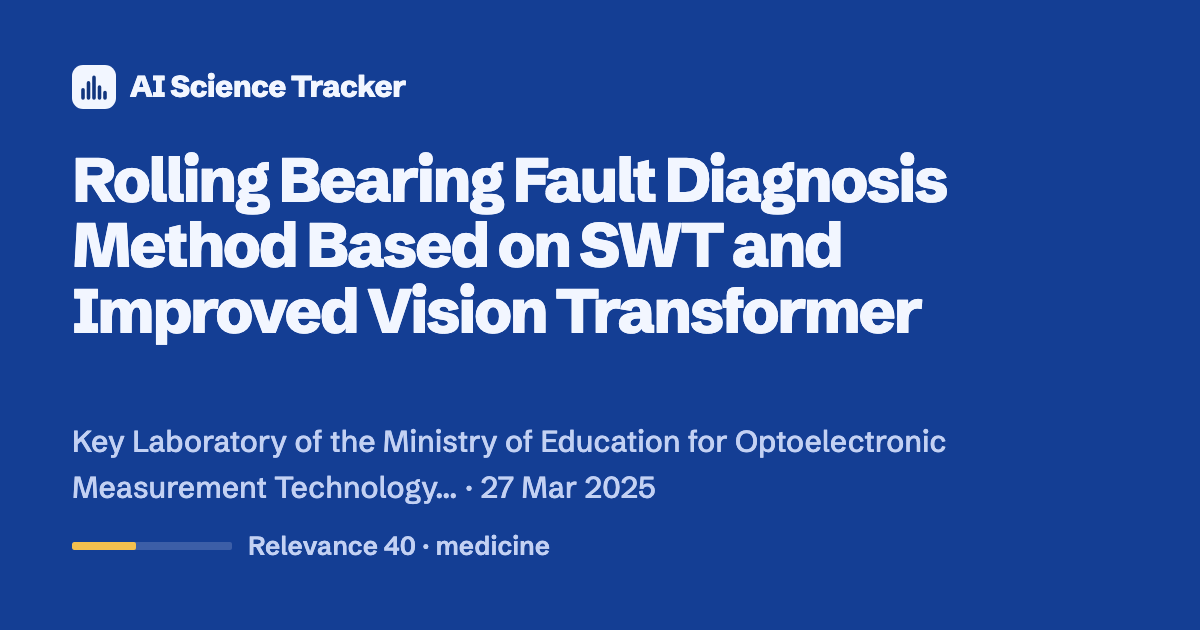 AI Science Tracker
Rolling Bearing Fault Diagnosis
Method Based on SWT and
Improved Vision Transformer
Key Laboratory of the Ministry of Education for Optoelectronic
Measurement Technology... · 27 Mar 2025
Relevance 40 · medicine